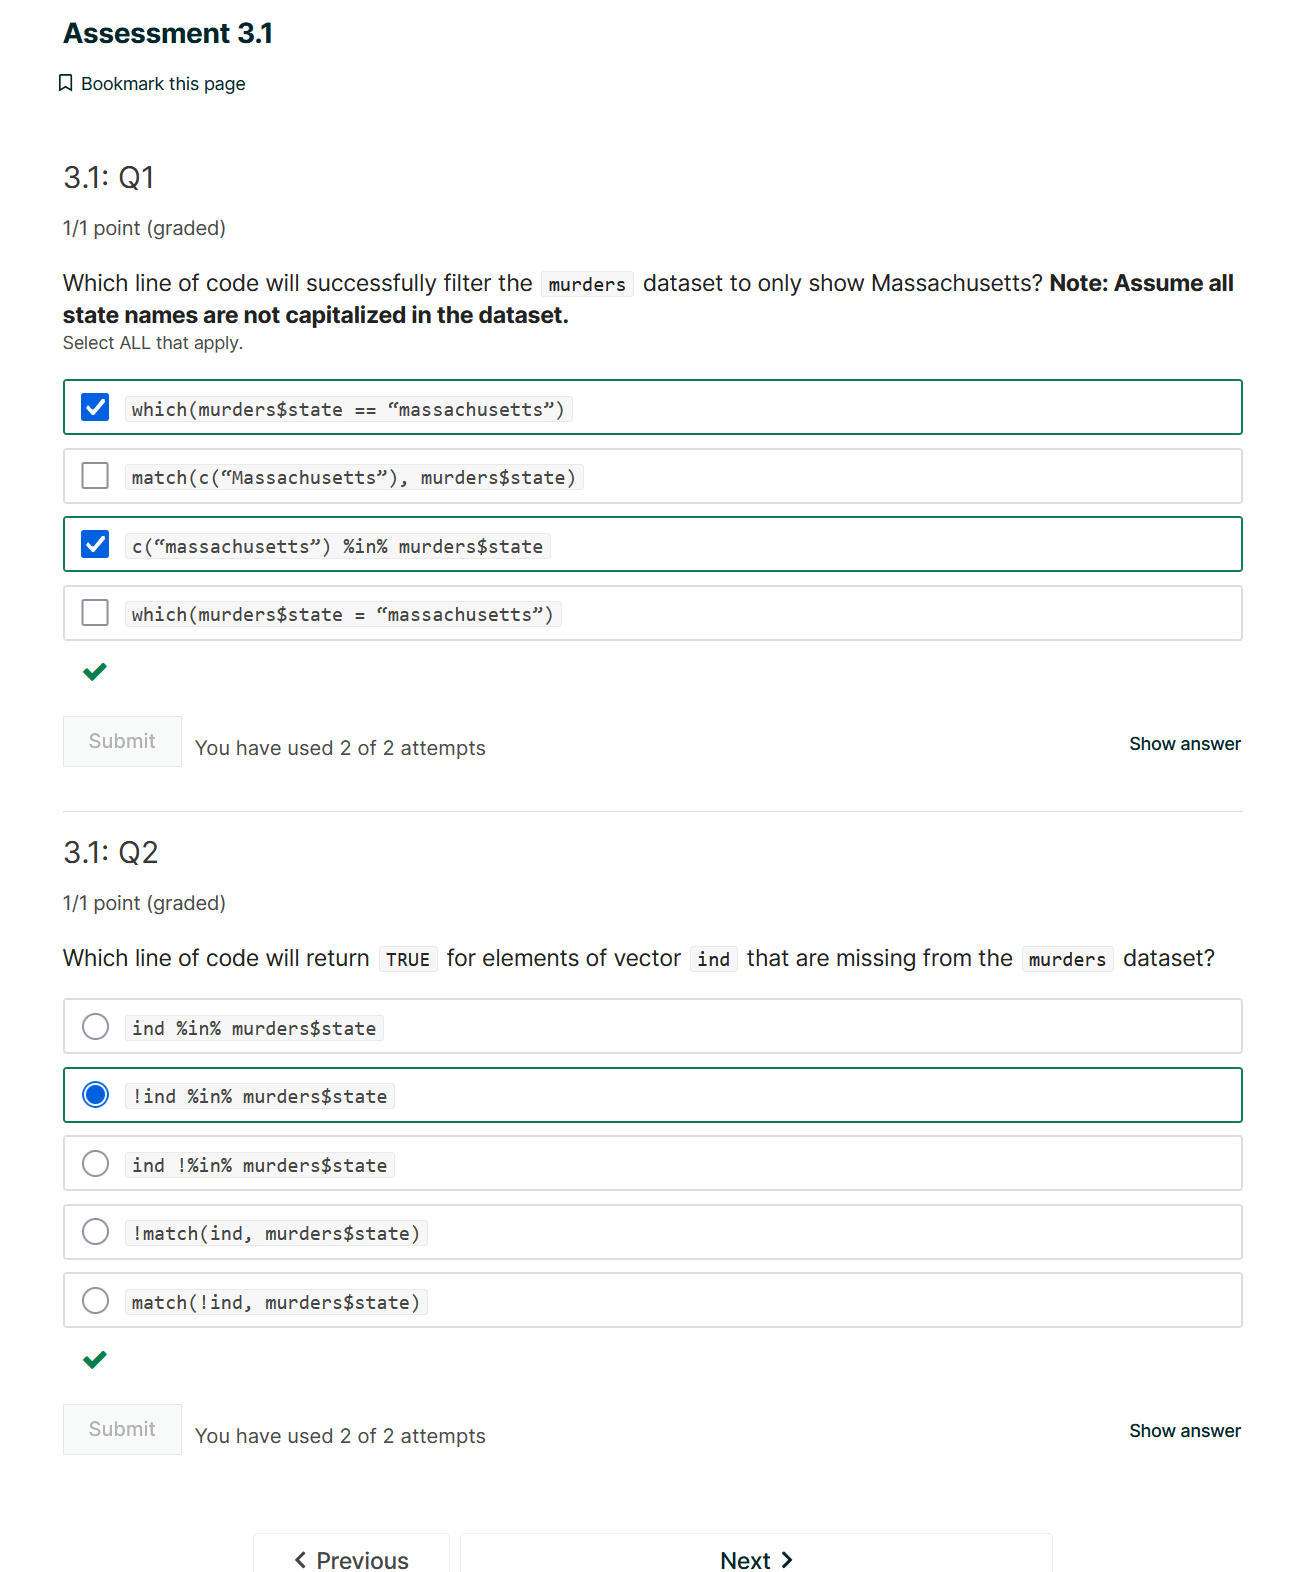 Assessment 3.1
Bookmark this page
3.1: Q1
1/1 point (graded)
Which line of code will successfully filter the murders dataset to only show Massachusetts? Note: Assume all
state names are not capitalized in the dataset.
Select ALL that apply.
which(murders$state == “massachusetts”)
match(c(“Massachusetts”), murders$state)
c(“massachusetts”) %in% murders$state
which(murders$state = “massachusetts”)
Submit
You have used 2 of 2 attempts
Show answer
3.1: Q2
1/1 point (graded)
Which line of code will return TRUE for elements of vector ind that are missing from the murders dataset?
ind %in% murders$state
!ind %in% murders$state
ind !%in% murders$state
!match(ind, murders$state)
match(!ind, murders$state)
Submit
You have used 2 of 2 attempts
Show answer
Previous
Next